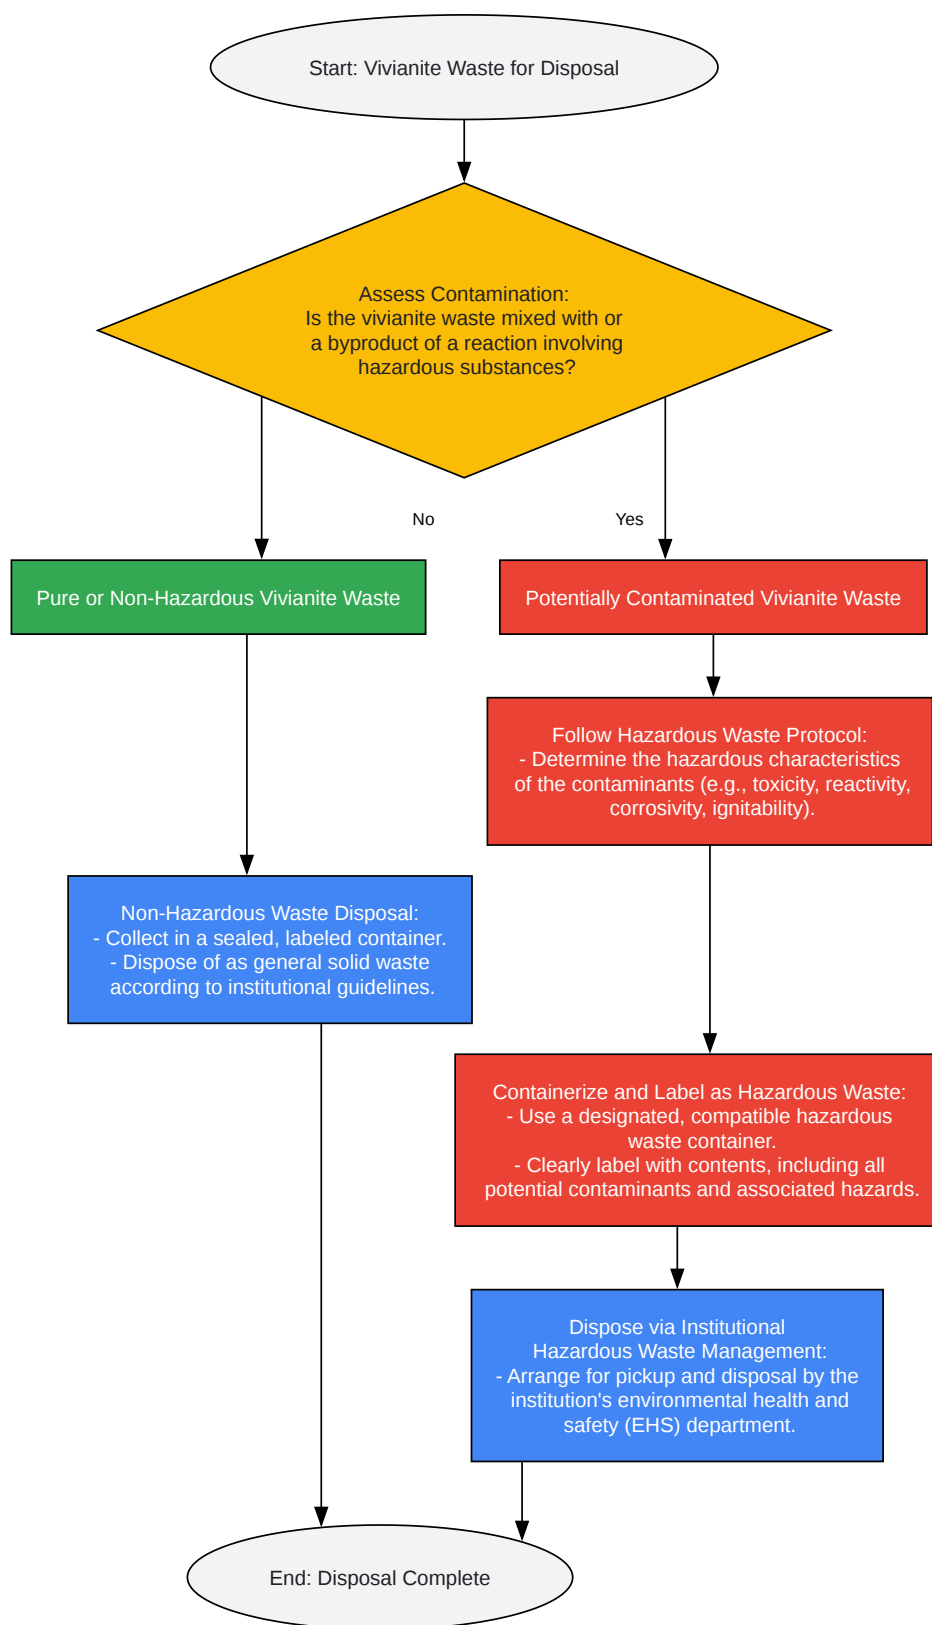 Start: Vivianite Waste for Disposal
Assess Contamination:
Is the vivianite waste mixed with or
a byproduct of a reaction involving
hazardous substances?
No
Yes
Pure or Non-Hazardous Vivianite Waste
Potentially Contaminated Vivianite Waste
Follow Hazardous Waste Protocol:
- Determine the hazardous characteristics
of the contaminants (e.g., toxicity, reactivity,
corrosivity, ignitability).
Non-Hazardous Waste Disposal:
- Collect in a sealed, labeled container.
- Dispose of as general solid waste
according to institutional guidelines.
Containerize and Label as Hazardous Waste:
- Use a designated, compatible hazardous
waste container.
- Clearly label with contents, including all
potential contaminants and associated hazards.
Dispose via Institutional
Hazardous Waste Management:
- Arrange for pickup and disposal by the
institution's environmental health and
safety (EHS) department.
End: Disposal Complete